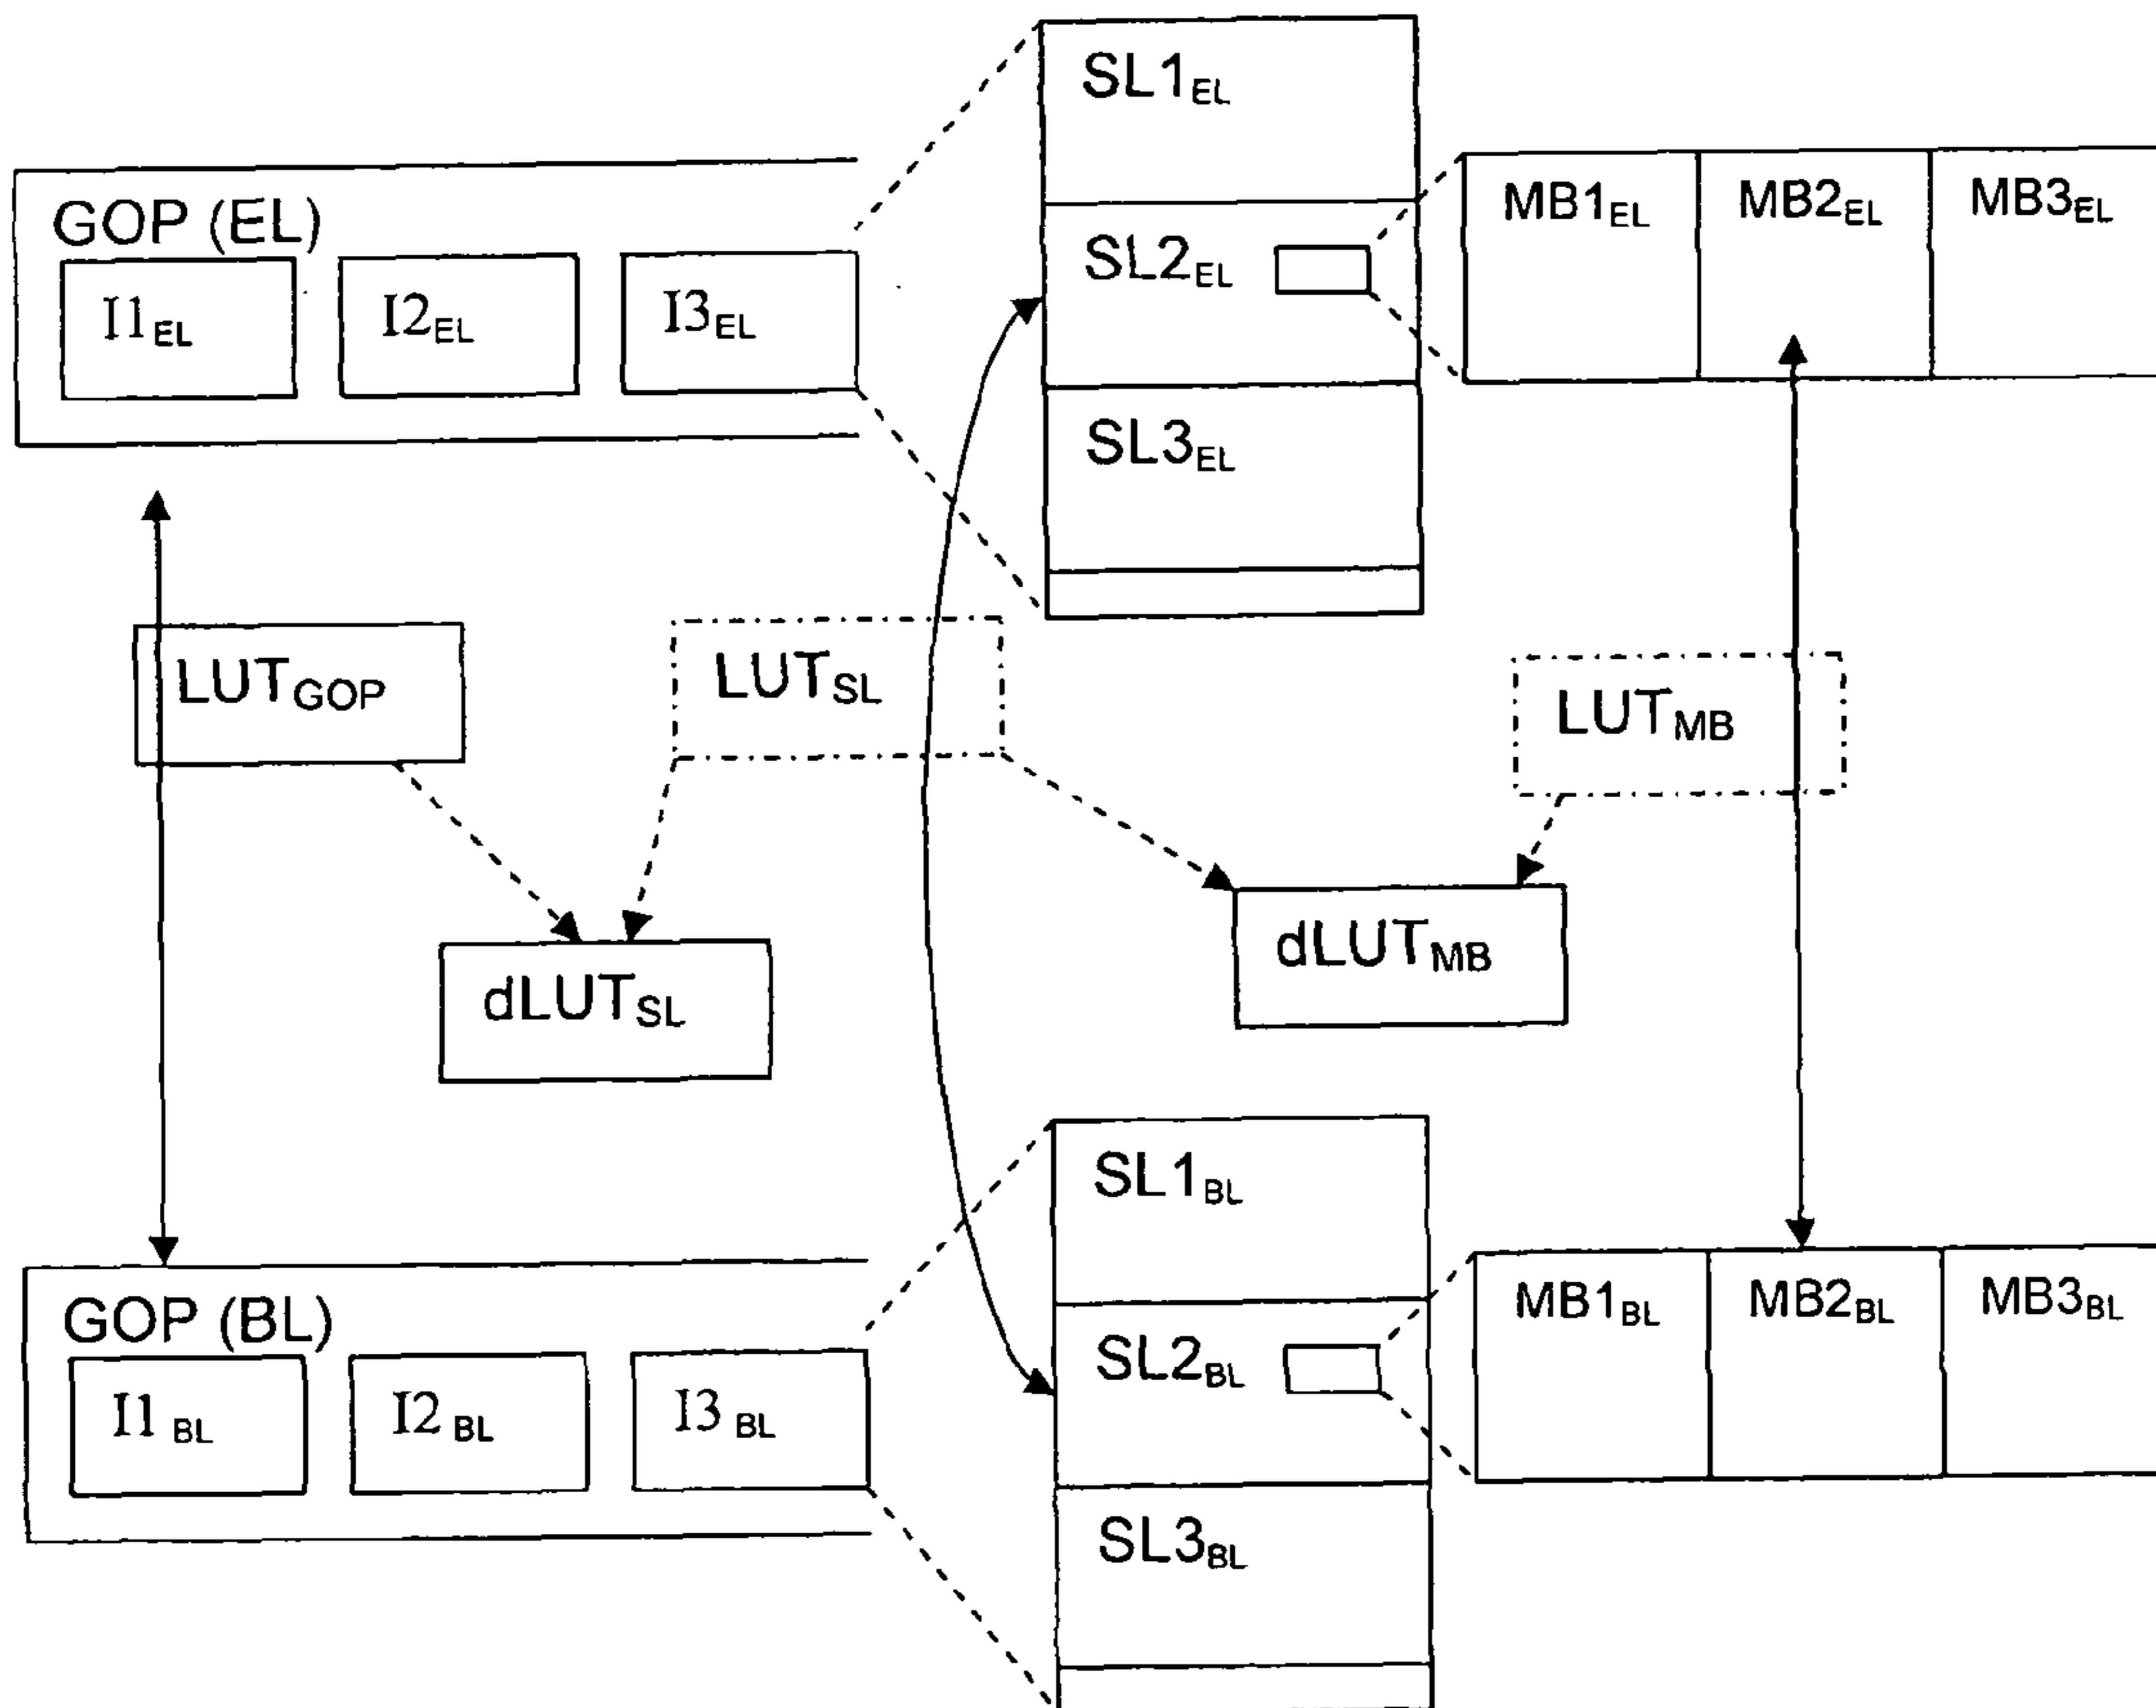 SL1EL
GOP (EL)
I1EL
I2EL
I3EL
SL2EL
SL3EL
MB1EL
MB2EL
MB3EL
LUTGOP
LUTSL
LUTMB
dLUTSL
dLUTMB
GOP (BL)
I1 BL
I2 BL
I3 BL
SL1BL
SL2BL
SL3BL
MB1BL
MB2BL
MB3BL